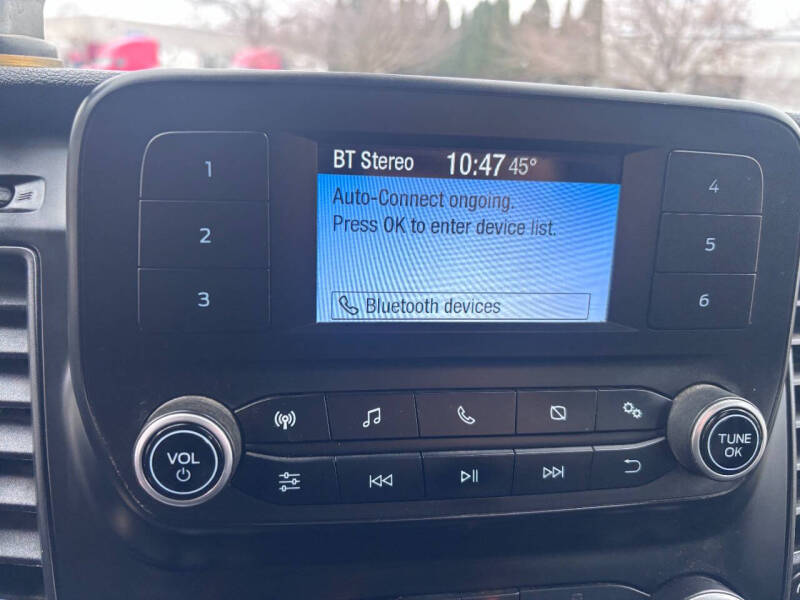 BT Stereo 10:47 45°
Auto-Connect ongoing.
Press OK to enter device list.
Bluetooth devices
1
2
3
4
5
6
VOL
TUNE
OK